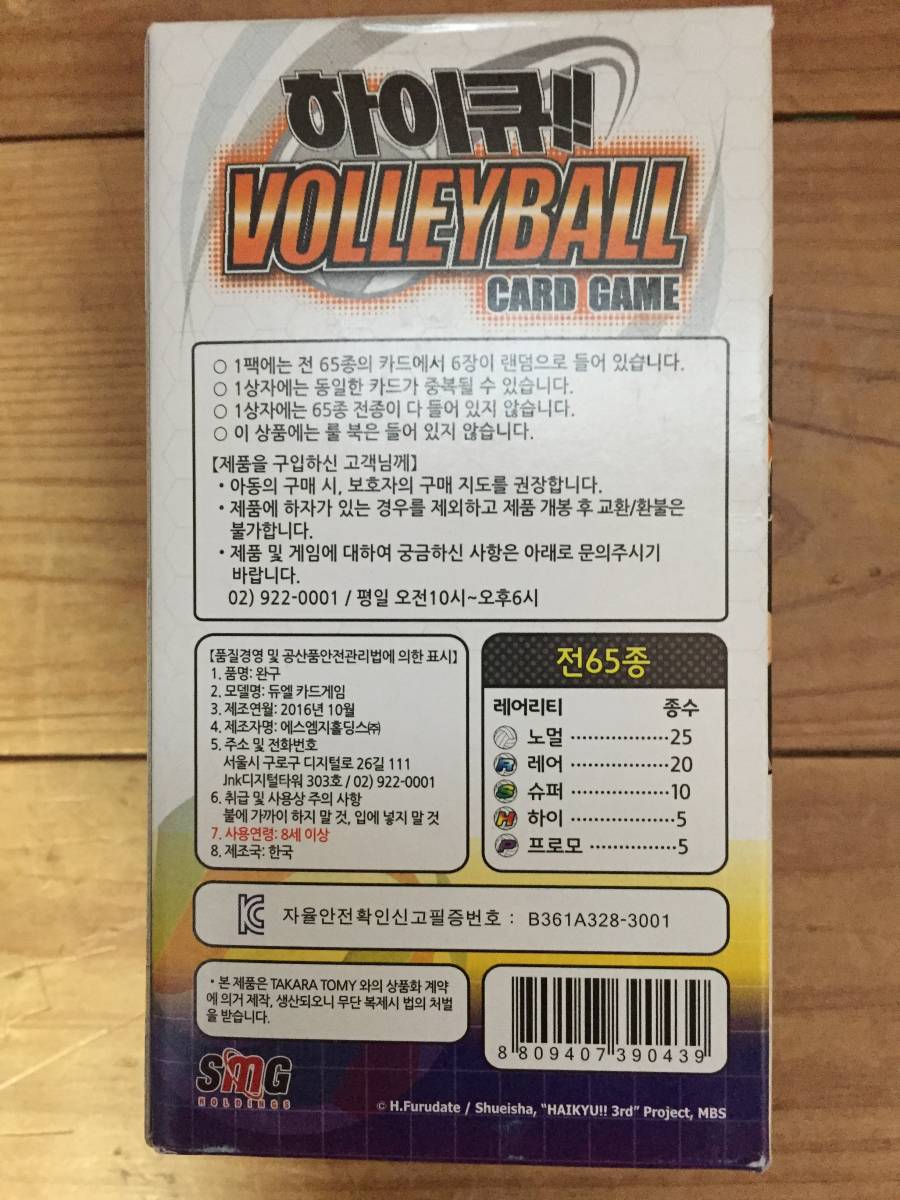 하이큐!!
VOLLEYBALL
CARD GAME
○ 1팩에는 전 65종의 카드에서 6장이 랜덤으로 들어 있습니다.
○ 1상자에는 동일한 카드가 중복될 수 있습니다.
○ 1상자에는 65종 전종이 다 들어 있지 않습니다.
○ 이 상품에는 룰 북은 들어 있지 않습니다.
【제품을 구입하신 고객님께】
• 아동의 구매 시, 보호자의 구매 지도를 권장합니다.
• 제품에 하자가 있는 경우를 제외하고 제품 개봉 후 교환/환불은
불가합니다.
• 제품 및 게임에 대하여 궁금하신 사항은 아래로 문의주시기
바랍니다.
02) 922-0001 / 평일 오전10시~오후6시
【품질경영 및 공산품안전관리법에 의한 표시】
1. 품명: 완구
2. 모델명: 듀엘 카드게임
3. 제조연월: 2016년 10월
4. 제조자명: 에스엠지홀딩스㈜
5. 주소 및 전화번호
서울시 구로구 디지털로 26길 111
Jnk디지털타워 303호 / 02) 922-0001
6. 취급 및 사용상 주의 사항
불에 가까이 하지 말 것, 입에 넣지 말 것
7. 사용연령: 8세 이상
8. 제조국: 한국
전65종
레어리티 종수
노멀 ·················25
R 레어 ·················20
S 슈퍼 ·················10
H 하이 ·················5
P 프로모 ···············5
KC 자율안전확인신고필증번호 : B361A328-3001
• 본 제품은 TAKARA TOMY 와의 상품화 계약
에 의거 제작, 생산되오니 무단 복제시 법의 처벌
을 받습니다.
8 809407 390439
SMG
HOLDINGS
© H.Furudate / Shueisha, “HAIKYU!! 3rd” Project, MBS